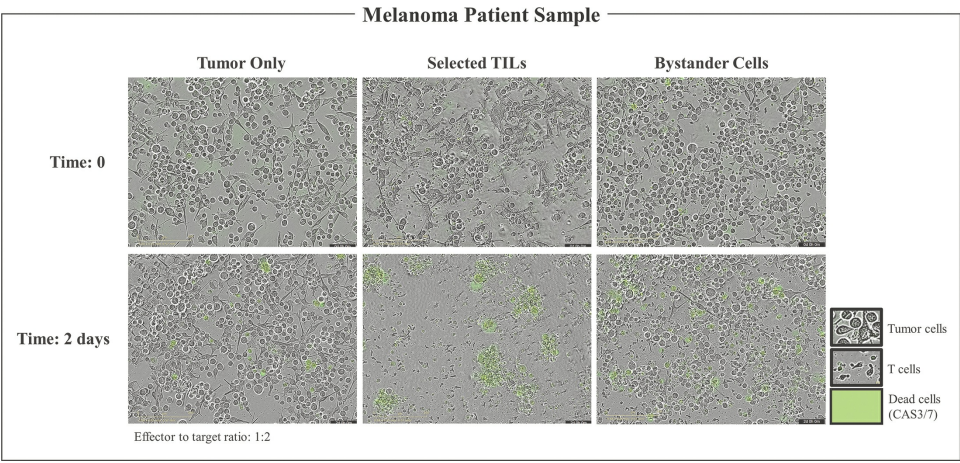 Melanoma Patient Sample
Tumor Only
Selected TILs
Bystander Cells
Time: 0
Time: 2 days
Tumor cells
T cells
Dead cells
(CAS3/7)
Effector to target ratio: 1:2